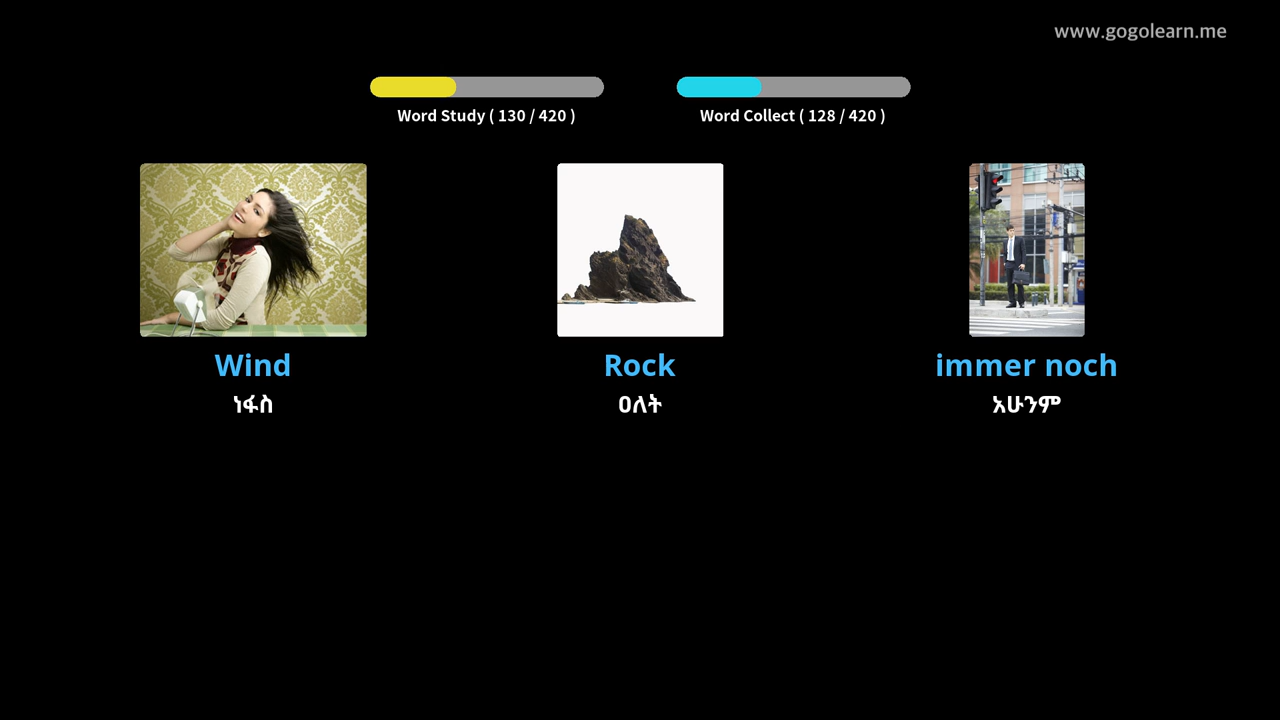 www.gogolearn.me
Word Study ( 130 / 420 )
Word Collect ( 128 / 420 )
Wind
Rock
immer noch
ነፋስ
ዐለት
አሁንም